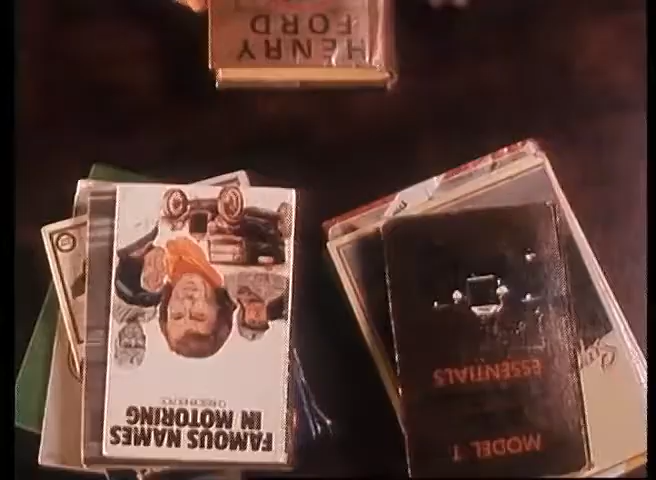 HENRY
FORD
FAMOUS NAMES
IN MOTORING
MODEL T
ESSENTIALS